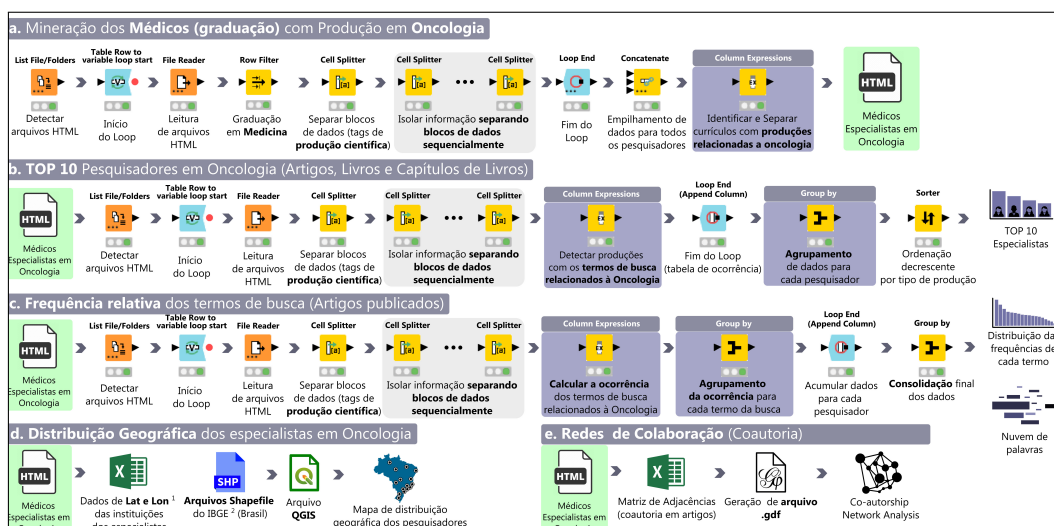 a. Mineração dos Médicos (graduação) com Produção em Oncologia
List File/Folders
Table Row to
variable loop start
File Reader
Row Filter
Cell Splitter
Cell Splitter
Cell Splitter
Loop End
Concatenate
Column Expressions
HTML
Detectar
arquivos HTML
Início
do Loop
Leitura
de arquivos
HTML
Graduação
em Medicina
Separar blocos
de dados (tags de
produção científica)
Isolar informação separando
blocos de dados
sequencialmente
Fim do
Loop
Empilhamento de
dados para todos
os pesquisadores
Identificar e Separar
currículos com produções
relacionadas a oncologia
Médicos
Especialistas em
Oncologia
b. TOP 10 Pesquisadores em Oncologia (Artigos, Livros e Capítulos de Livros)
HTML
Médicos
Especialistas em
Oncologia
List File/Folders
Table Row to
variable loop start
File Reader
Cell Splitter
Cell Splitter
Cell Splitter
Column Expressions
Loop End
(Append Column)
Group by
Sorter
Detectar
arquivos HTML
Início
do Loop
Leitura
de arquivos
HTML
Separar blocos
de dados (tags de
produção científica)
Isolar informação separando
blocos de dados
sequencialmente
Detectar produções
com os termos de busca
relacionados à Oncologia
Fim do Loop
(tabela de ocorrência)
Agrupamento
de dados para
cada pesquisador
Ordenação
decrescente
por tipo de produção
TOP 10
Especialistas
c. Frequência relativa dos termos de busca (Artigos publicados)
HTML
Médicos
Especialistas em
Oncologia
List File/Folders
Table Row to
variable loop start
File Reader
Cell Splitter
Cell Splitter
Cell Splitter
Column Expressions
Group by
Loop End
(Append Column)
Group by
Detectar
arquivos HTML
Início
do Loop
Leitura
de arquivos
HTML
Separar blocos
de dados (tags de
produção científica)
Isolar informação separando
blocos de dados
sequencialmente
Calcular a ocorrência
dos termos de busca
relacionados à Oncologia
Agrupamento
da ocorrência para
cada termo da busca
Acumular dados
para cada
pesquisador
Consolidação final
dos dados
Distribuição da
frequências de
cada termo
Nuvem de
palavras
d. Distribuição Geográfica dos especialistas em Oncologia
HTML
Médicos
Especialistas em
X
Dados de Lat e Lon 1
das instituições
dos especialistas
SHP
Arquivos Shapefile
do IBGE 2 (Brasil)
Arquivo
QGIS
Mapa de distribuição
geográfica dos pesquisadores
e. Redes de Colaboração (Coautoria)
HTML
Médicos
Especialistas em
X
Matriz de Adjacências
(coautoria em artigos)
Geração de arquivo
.gdf
Co-autorship
Network Analysis